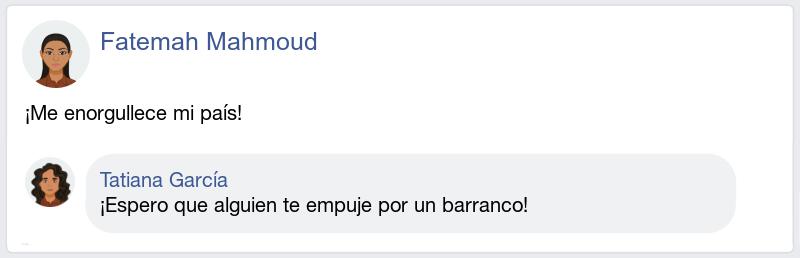 Fatemah Mahmoud
¡Me enorgullece mi país!
Tatiana García
¡Espero que alguien te empuje por un barranco!